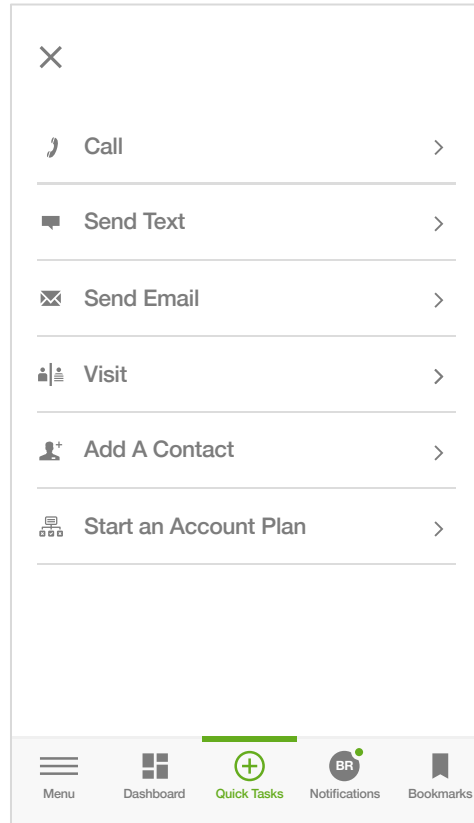 Call
Send Text
Send Email
Visit
Add A Contact
Start an Account Plan
BR
Menu Dashboard Quick Tasks Notifications Bookmarks